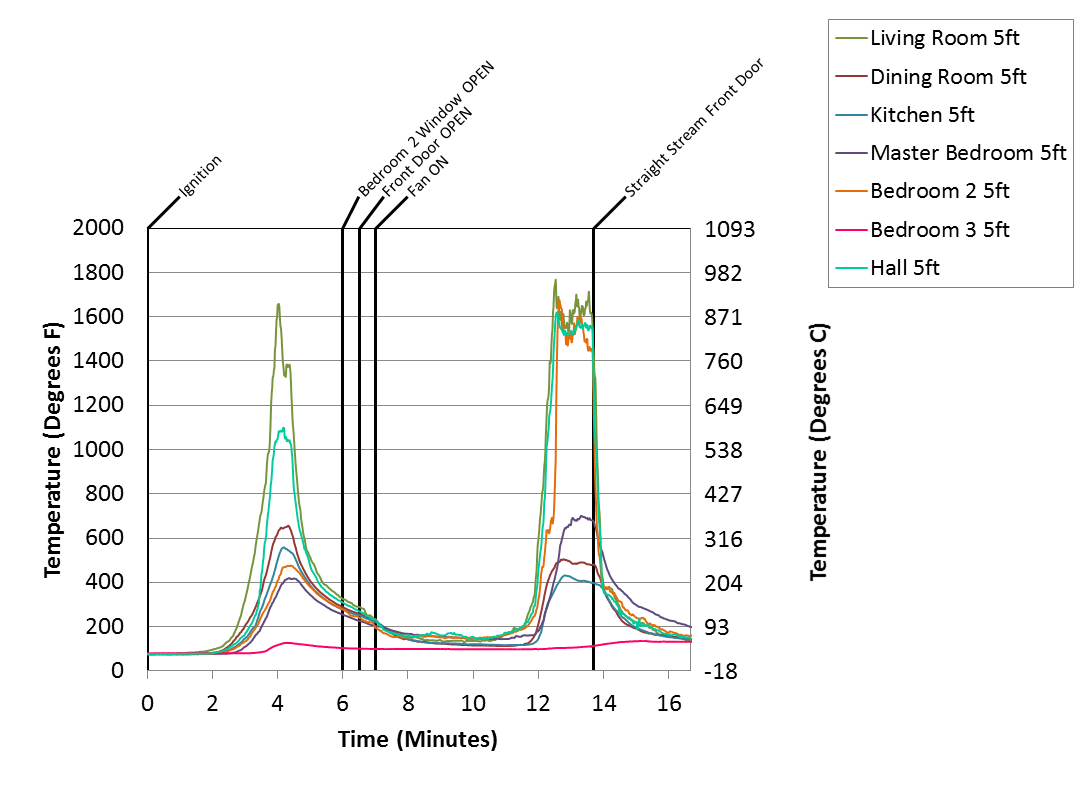 Living Room 5ft
Dining Room 5ft
Kitchen 5ft
Master Bedroom 5ft
Bedroom 2 5ft
Bedroom 3 5ft
Hall 5ft
Ignition
Bedroom 2 Window OPEN
Front Door OPEN
Fan ON
Straight Stream Front Door
Temperature (Degrees F)
2000
1800
1600
1400
1200
1000
800
600
400
200
0
1093
982
871
760
649
538
427
316
204
93
-18
Temperature (Degrees C)
0 2 4 6 8 10 12 14 16
Time (Minutes)